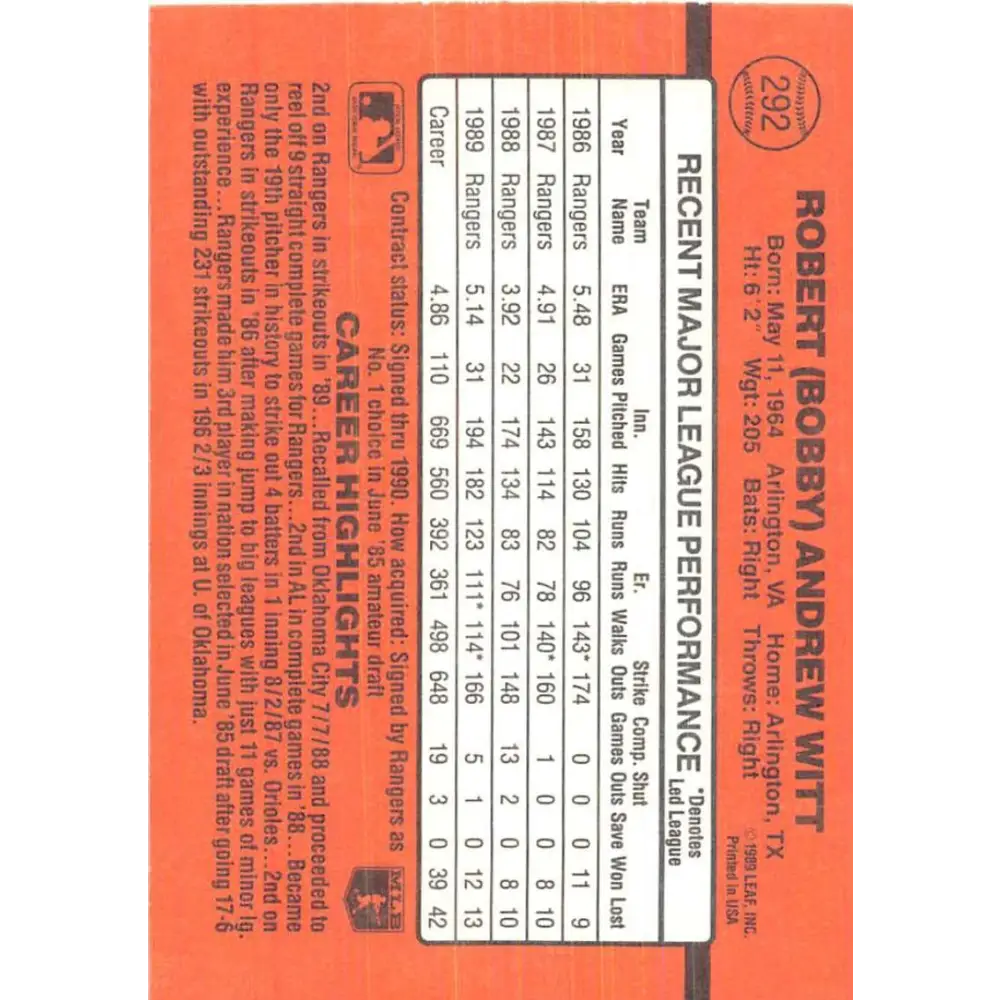 292
ROBERT (BOBBY) ANDREW WITT
Born: May 11, 1964 Arlington, VA Home: Arlington, TX
Ht: 6' 2" Wgt: 205 Bats: Right Throws: Right
© 1989 LEAF, INC.
Printed in USA
RECENT MAJOR LEAGUE PERFORMANCE *Denotes Led League
Team Inn. Er. Strike Comp. Shut
Year Name ERA Games Pitched Hits Runs Runs Walks Outs Games Outs Save Won Lost
1986 Rangers 5.48 31 158 130 104 96 143* 174 0 0 0 11 9
1987 Rangers 4.91 26 143 114 82 78 140* 160 1 0 0 8 10
1988 Rangers 3.92 22 174 134 83 76 101 148 13 2 0 8 10
1989 Rangers 5.14 31 194 182 123 111* 114* 166 5 1 0 12 13
Career 4.86 110 669 560 392 361 498 648 19 3 0 39 42
Contract status: Signed thru 1990. How acquired: Signed by Rangers as
No. 1 choice in June '85 amateur draft
MLB
CAREER HIGHLIGHTS
2nd on Rangers in strikeouts in '89...Recalled from Oklahoma City 7/7/88 and proceeded to
reel off 9 straight complete games for Rangers...2nd in AL in complete games in '88...Became
only the 19th pitcher in history to strike out 4 batters in 1 inning 8/2/87 vs. Orioles...2nd on
Rangers in strikeouts in '86 after making jump to big leagues with just 11 games of minor lg.
experience...Rangers made him 3rd player in nation selected in June '85 draft after going 17-6
with outstanding 231 strikeouts in 196 2/3 innings at U. of Oklahoma.